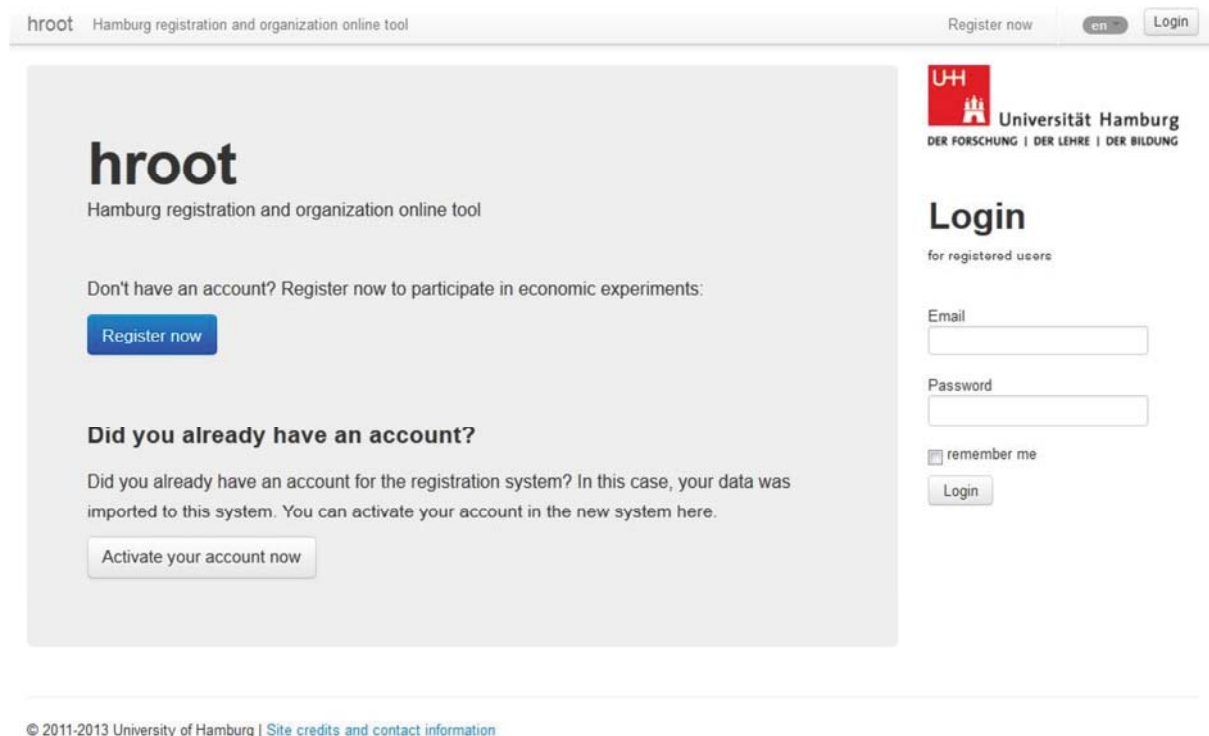 hroot Hamburg registration and organization online tool Register now en Login
hroot
Hamburg registration and organization online tool
Don't have an account? Register now to participate in economic experiments:
Register now
Did you already have an account?
Did you already have an account for the registration system? In this case, your data was
imported to this system. You can activate your account in the new system here.
Activate your account now
UH
Universität Hamburg
DER FORSCHUNG | DER LEHRE | DER BILDUNG
Login
for registered users
Email
Password
remember me
Login
© 2011-2013 University of Hamburg | Site credits and contact information